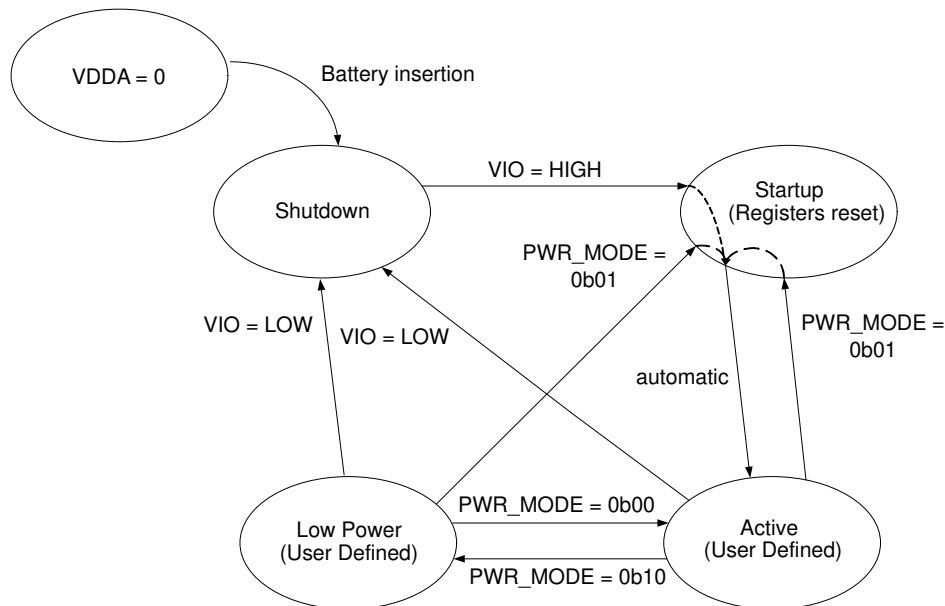 VDDA = 0
Battery insertion
VIO = HIGH
Shutdown
Startup
(Registers reset)
PWR_MODE =
0b01
VIO = LOW
VIO = LOW
PWR_MODE =
0b01
automatic
PWR_MODE = 0b00
Low Power
(User Defined)
Active
(User Defined)
PWR_MODE = 0b10